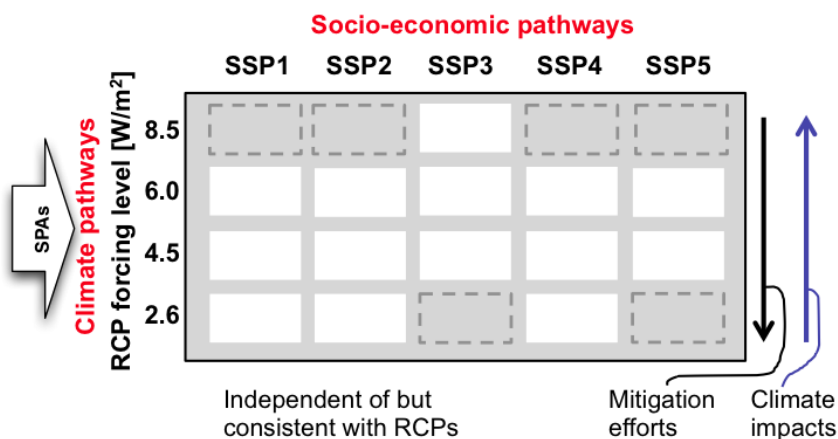 Socio-economic pathways
SSP1 SSP2 SSP3 SSP4 SSP5
SPAs
Climate pathways
RCP forcing level [W/m²]
8.5
6.0
4.5
2.6
Independent of but
consistent with RCPs
Mitigation
efforts
Climate
impacts